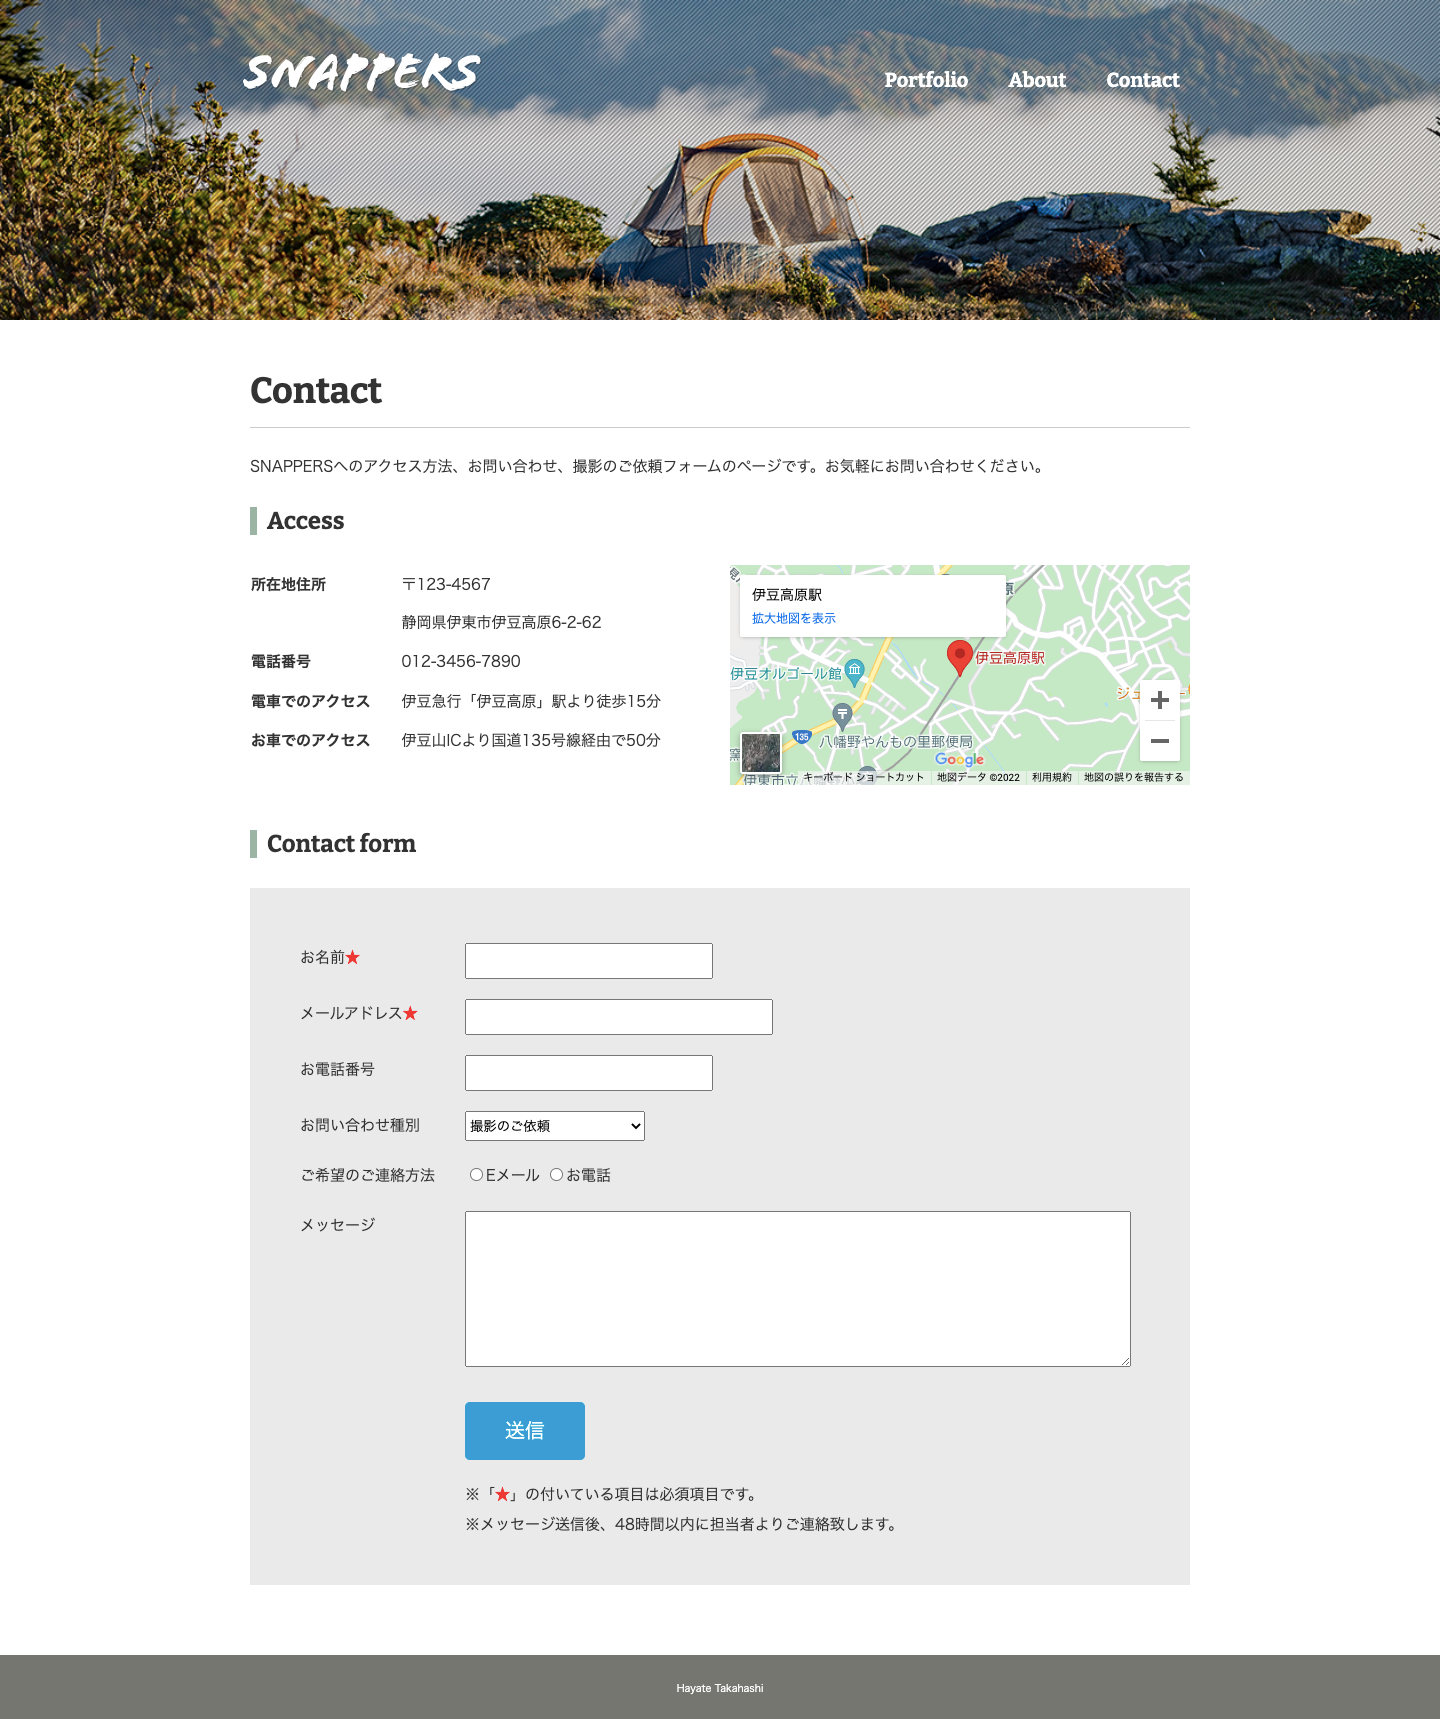 SNAPPERS
Portfolio About Contact
Contact
SNAPPERSへのアクセス方法、お問い合わせ、撮影のご依頼フォームのページです。お気軽にお問い合わせください。
Access
所在地住所 〒123-4567
静岡県伊東市伊豆高原6-2-62
電話番号 012-3456-7890
電車でのアクセス 伊豆急行「伊豆高原」駅より徒歩15分
お車でのアクセス 伊豆山ICより国道135号線経由で50分
伊豆高原駅
拡大地図を表示
原
伊豆高原駅
伊豆オルゴール館
135
八幡野やんもの里郵便局
Google
伊東市立
キーボード ショートカット 地図データ ©2022 利用規約 地図の誤りを報告する
Contact form
お名前★
メールアドレス★
お電話番号
お問い合わせ種別 撮影のご依頼
ご希望のご連絡方法 Eメール お電話
メッセージ
送信
※「★」の付いている項目は必須項目です。
※メッセージ送信後、48時間以内に担当者よりご連絡致します。
Hayate Takahashi